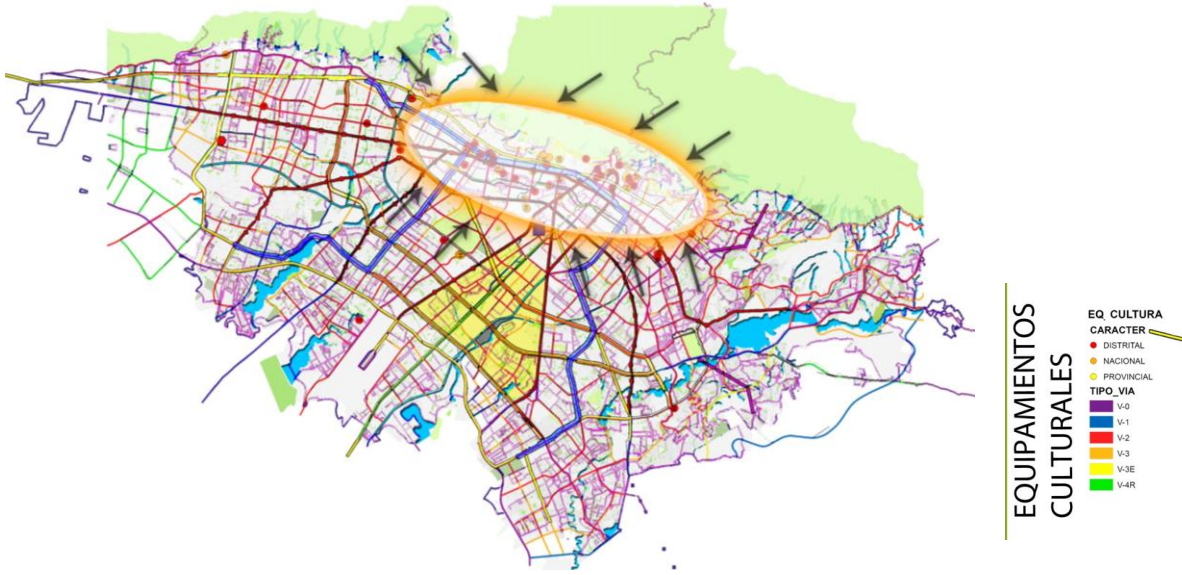 EQUIPAMIENTOS
CULTURALES
EQ_CULTURA
CARACTER
DISTRITAL
NACIONAL
PROVINCIAL
TIPO_VIA
V-0
V-1
V-2
V-3
V-3E
V-4R